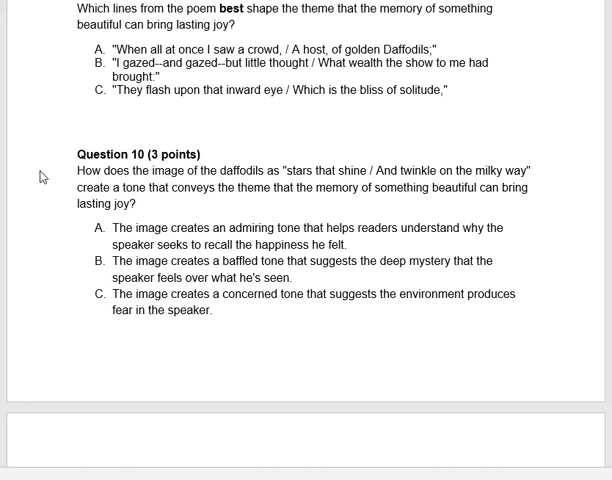 Which lines from the poem best shape the theme that the memory of something
beautiful can bring lasting joy?
A. "When all at once I saw a crowd, / A host, of golden Daffodils;"
B. "I gazed--and gazed--but little thought / What wealth the show to me had
brought:"
C. "They flash upon that inward eye / Which is the bliss of solitude,"
Question 10 (3 points)
How does the image of the daffodils as "stars that shine / And twinkle on the milky way"
create a tone that conveys the theme that the memory of something beautiful can bring
lasting joy?
A. The image creates an admiring tone that helps readers understand why the
speaker seeks to recall the happiness he felt.
B. The image creates a baffled tone that suggests the deep mystery that the
speaker feels over what he's seen.
C. The image creates a concerned tone that suggests the environment produces
fear in the speaker.